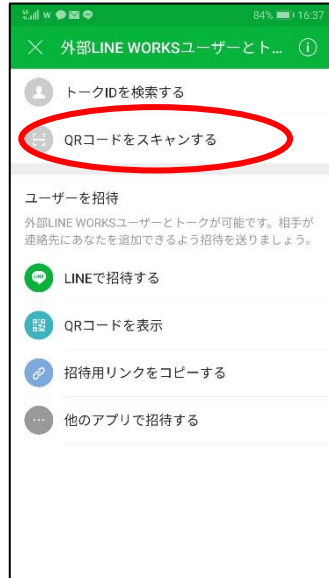 84% 16:37
外部LINE WORKSユーザーとト...
トークIDを検索する
QRコードをスキャンする
ユーザーを招待
外部LINE WORKSユーザーとトークが可能です。相手が
連絡先にあなたを追加できるよう招待を送りましょう。
LINEで招待する
QRコードを表示
招待用リンクをコピーする
他のアプリで招待する